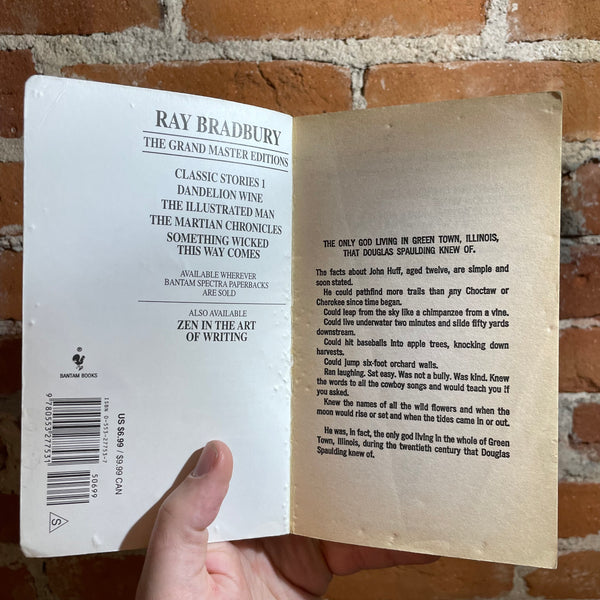 RAY BRADBURY
THE GRAND MASTER EDITIONS
CLASSIC STORIES 1
DANDELION WINE
THE ILLUSTRATED MAN
THE MARTIAN CHRONICLES
SOMETHING WICKED
THIS WAY COMES
AVAILABLE WHEREVER
BANTAM SPECTRA PAPERBACKS
ARE SOLD
ALSO AVAILABLE
ZEN IN THE ART
OF WRITING
BANTAM BOOKS
ISBN 0-553-27753-7
9780553277531
50699
US $6.99 / $9.99 CAN
S
THE ONLY GOD LIVING IN GREEN TOWN, ILLINOIS,
THAT DOUGLAS SPAULDING KNEW OF.
The facts about John Huff, aged twelve, are simple and
soon stated.
He could pathfind more trails than any Choctaw or
Cherokee since time began.
Could leap from the sky like a chimpanzee from a vine.
Could live underwater two minutes and slide fifty yards
downstream.
Could hit baseballs into apple trees, knocking down
harvests.
Could jump six-foot orchard walls.
Ran laughing. Sat easy. Was not a bully. Was kind. Knew
the words to all the cowboy songs and would teach you if
you asked.
Knew the names of all the wild flowers and when the
moon would rise or set and when the tides came in or out.
He was, in fact, the only god living in the whole of Green
Town, Illinois, during the twentieth century that Douglas
Spaulding knew of.